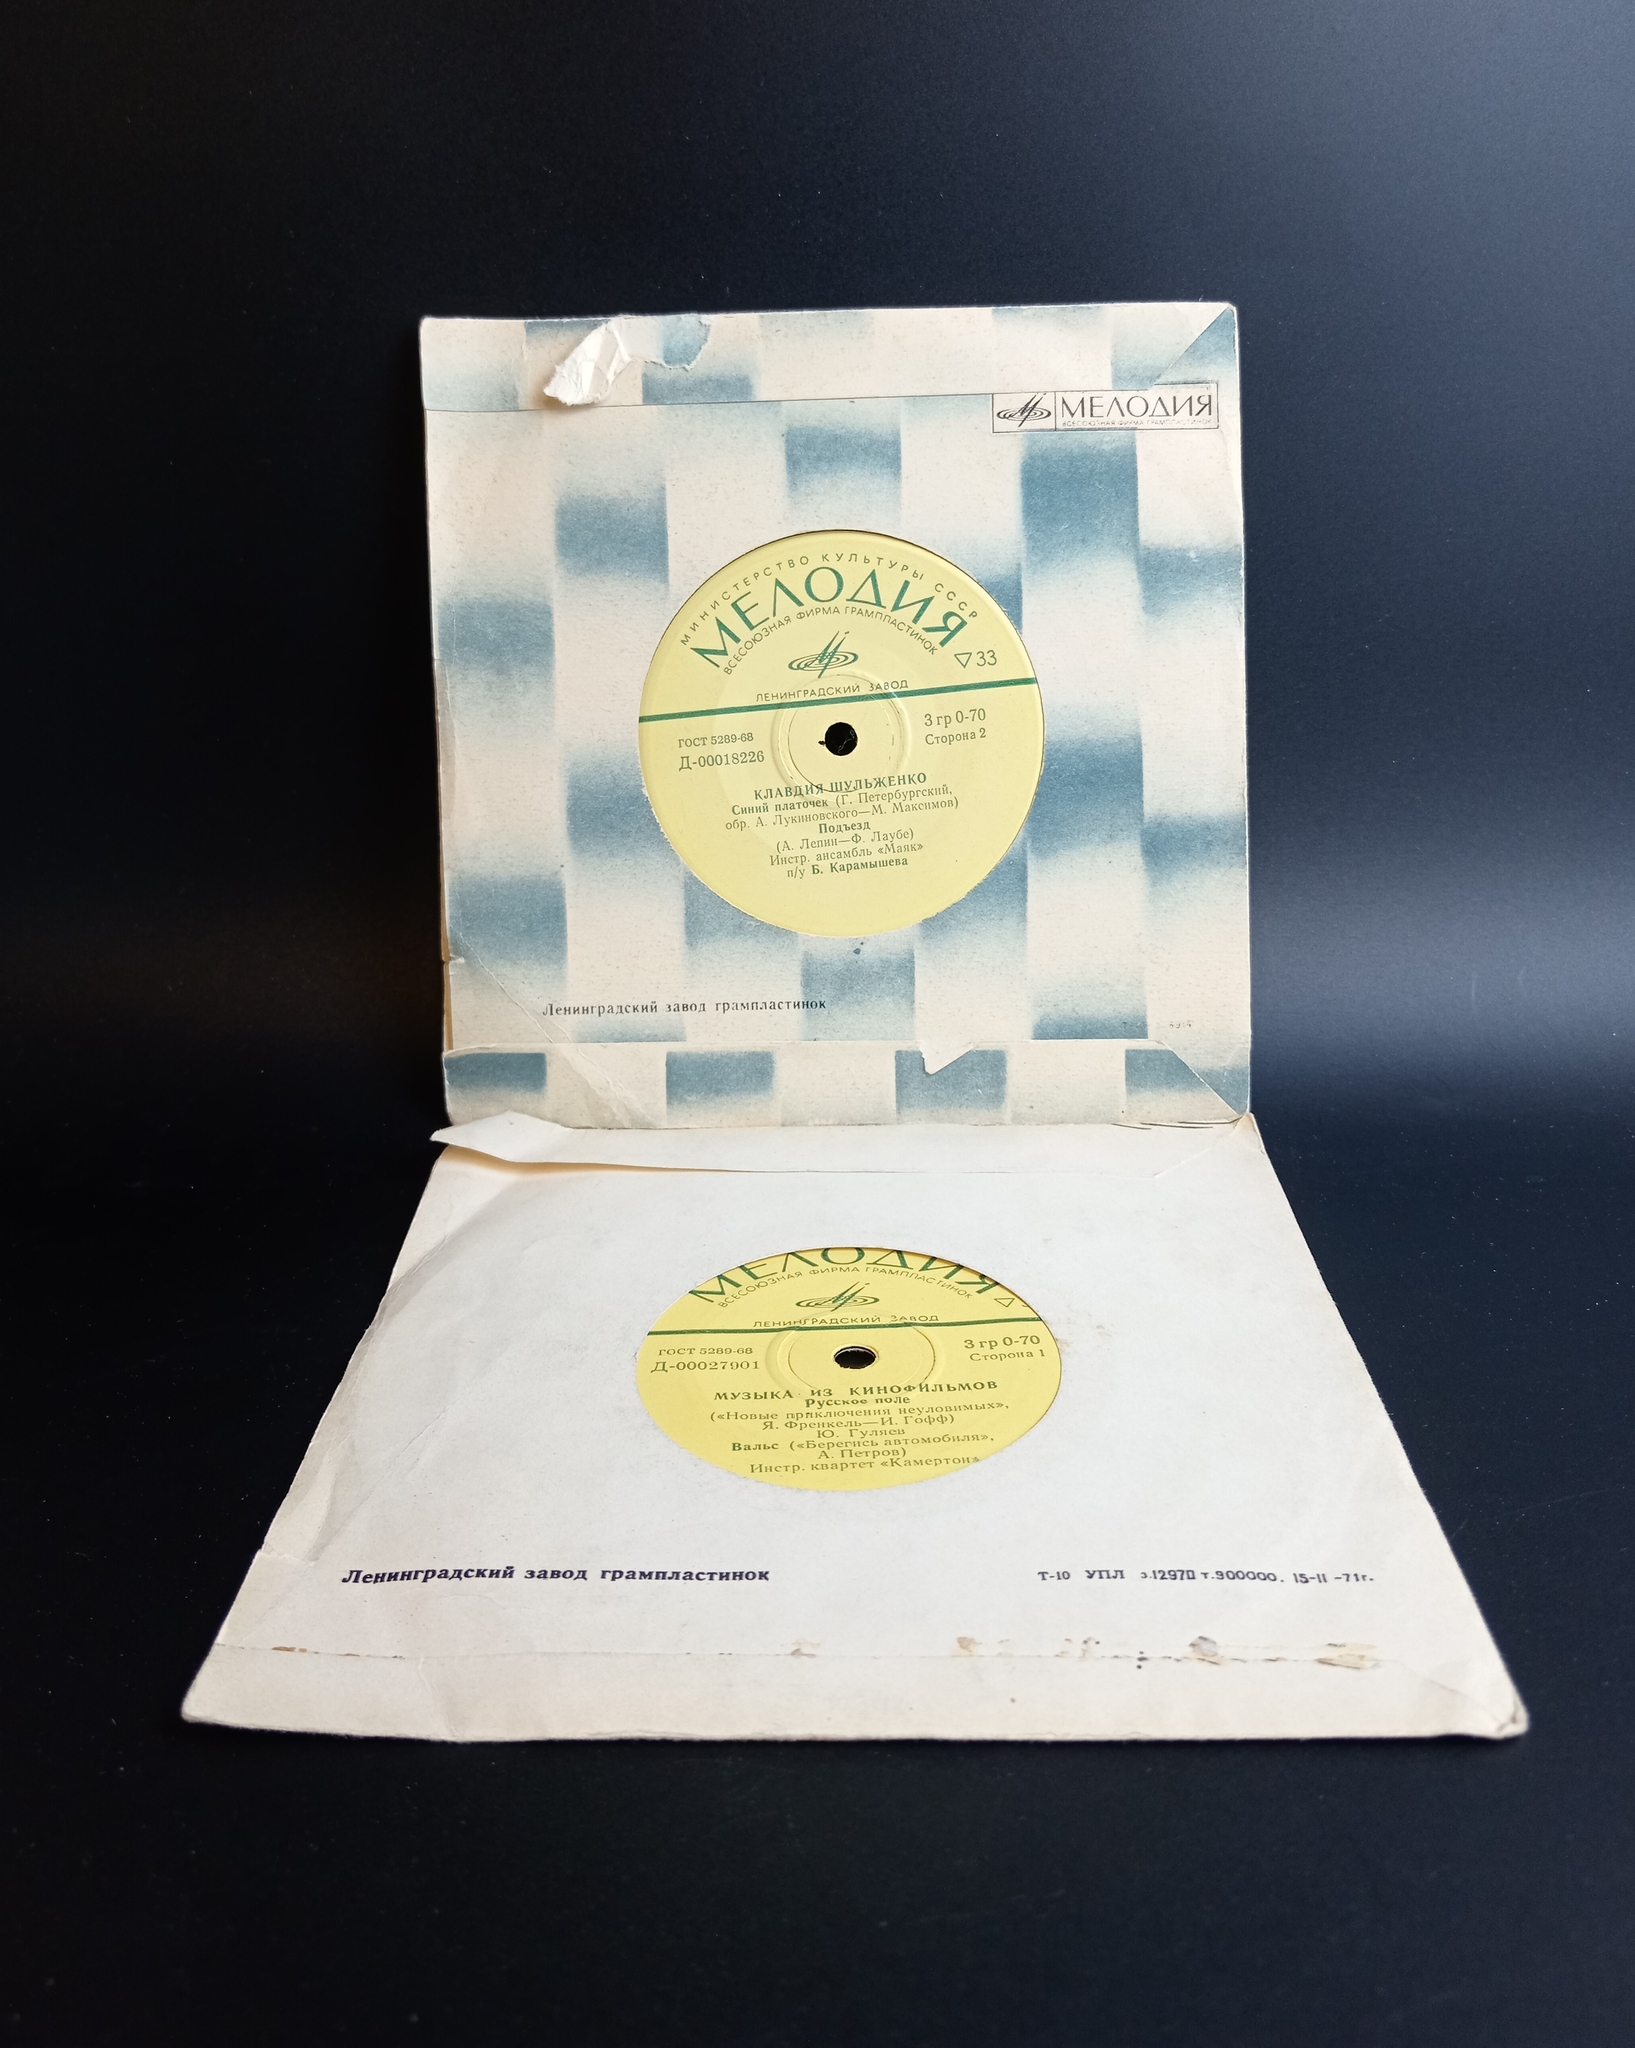 МЕЛОДИЯ
ВСЕСОЮЗНАЯ ФИРМА ГРАМПЛАСТИНОК
МИНИСТЕРСТВО КУЛЬТУРЫ СССР
МЕЛОДИЯ
ВСЕСОЮЗНАЯ ФИРМА ГРАМПЛАСТИНОК
33
ЛЕНИНГРАДСКИЙ ЗАВОД
ГОСТ 5289-68
Д-00018226
3 гр 0-70
Сторона 2
КЛАВДИЯ ШУЛЬЖЕНКО
Синий платочек (Г. Петербургский,
обр. А. Лукиновского—М. Максимов)
Подъезд
(А. Лепин—Ф. Лаубе)
Инстр. ансамбль «Маяк»
п/у Б. Карамышева
Ленинградский завод грампластинок
МЕЛОДИЯ
ВСЕСОЮЗНАЯ ФИРМА ГРАМПЛАСТИНОК
ЛЕНИНГРАДСКИЙ ЗАВОД
ГОСТ 5289-68
Д-00027901
3 гр 0-70
Сторона 1
МУЗЫКА ИЗ КИНОФИЛЬМОВ
Русское поле
(«Новые приключения неуловимых»,
Я. Френкель—И. Гофф)
Ю. Гуляев
Вальс («Берегись автомобиля»,
А. Петров)
Инстр. квартет «Камертон»
Ленинградский завод грампластинок
Т-10 УПЛ з.1297П т.900000. 15-II -71г.